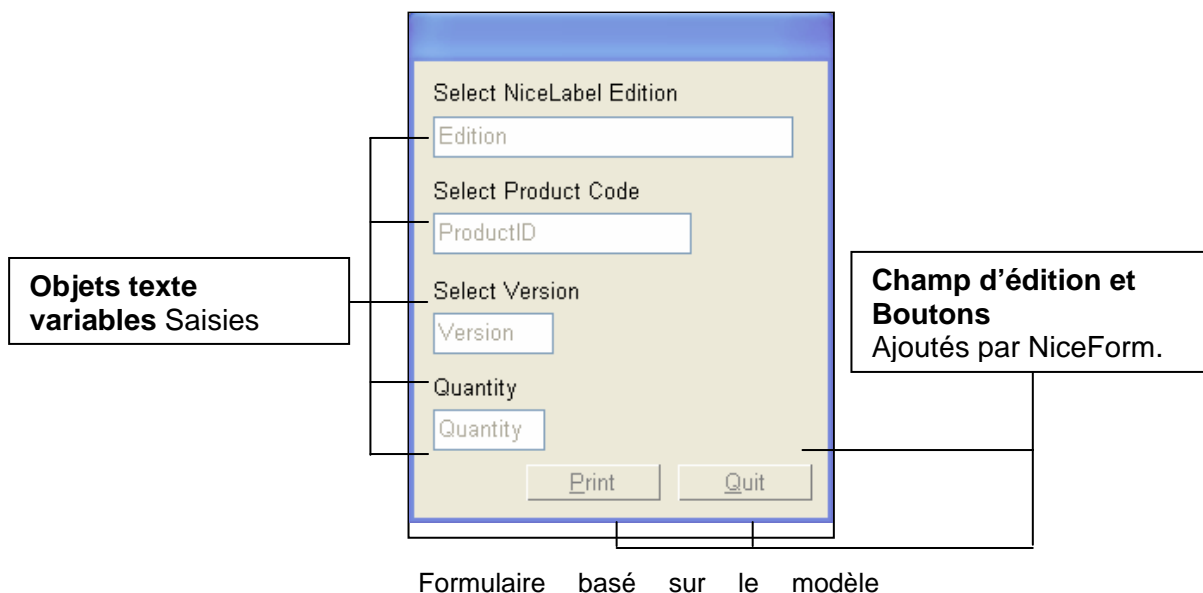 Select NiceLabel Edition
Edition
Select Product Code
ProductID
Objets texte
variables Saisies
Select Version
Version
Champ d’édition et
Boutons
Ajoutés par NiceForm.
Quantity
Quantity
Print
Quit
Formulaire basé sur le modèle